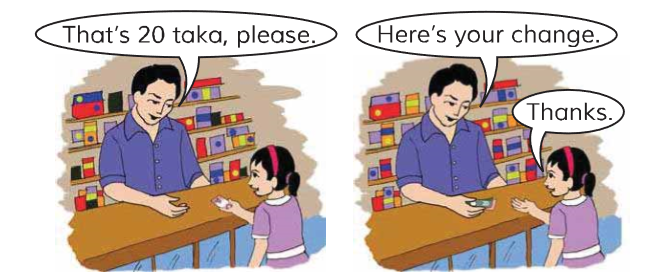 That's 20 taka, please.
Here's your change.
Thanks.